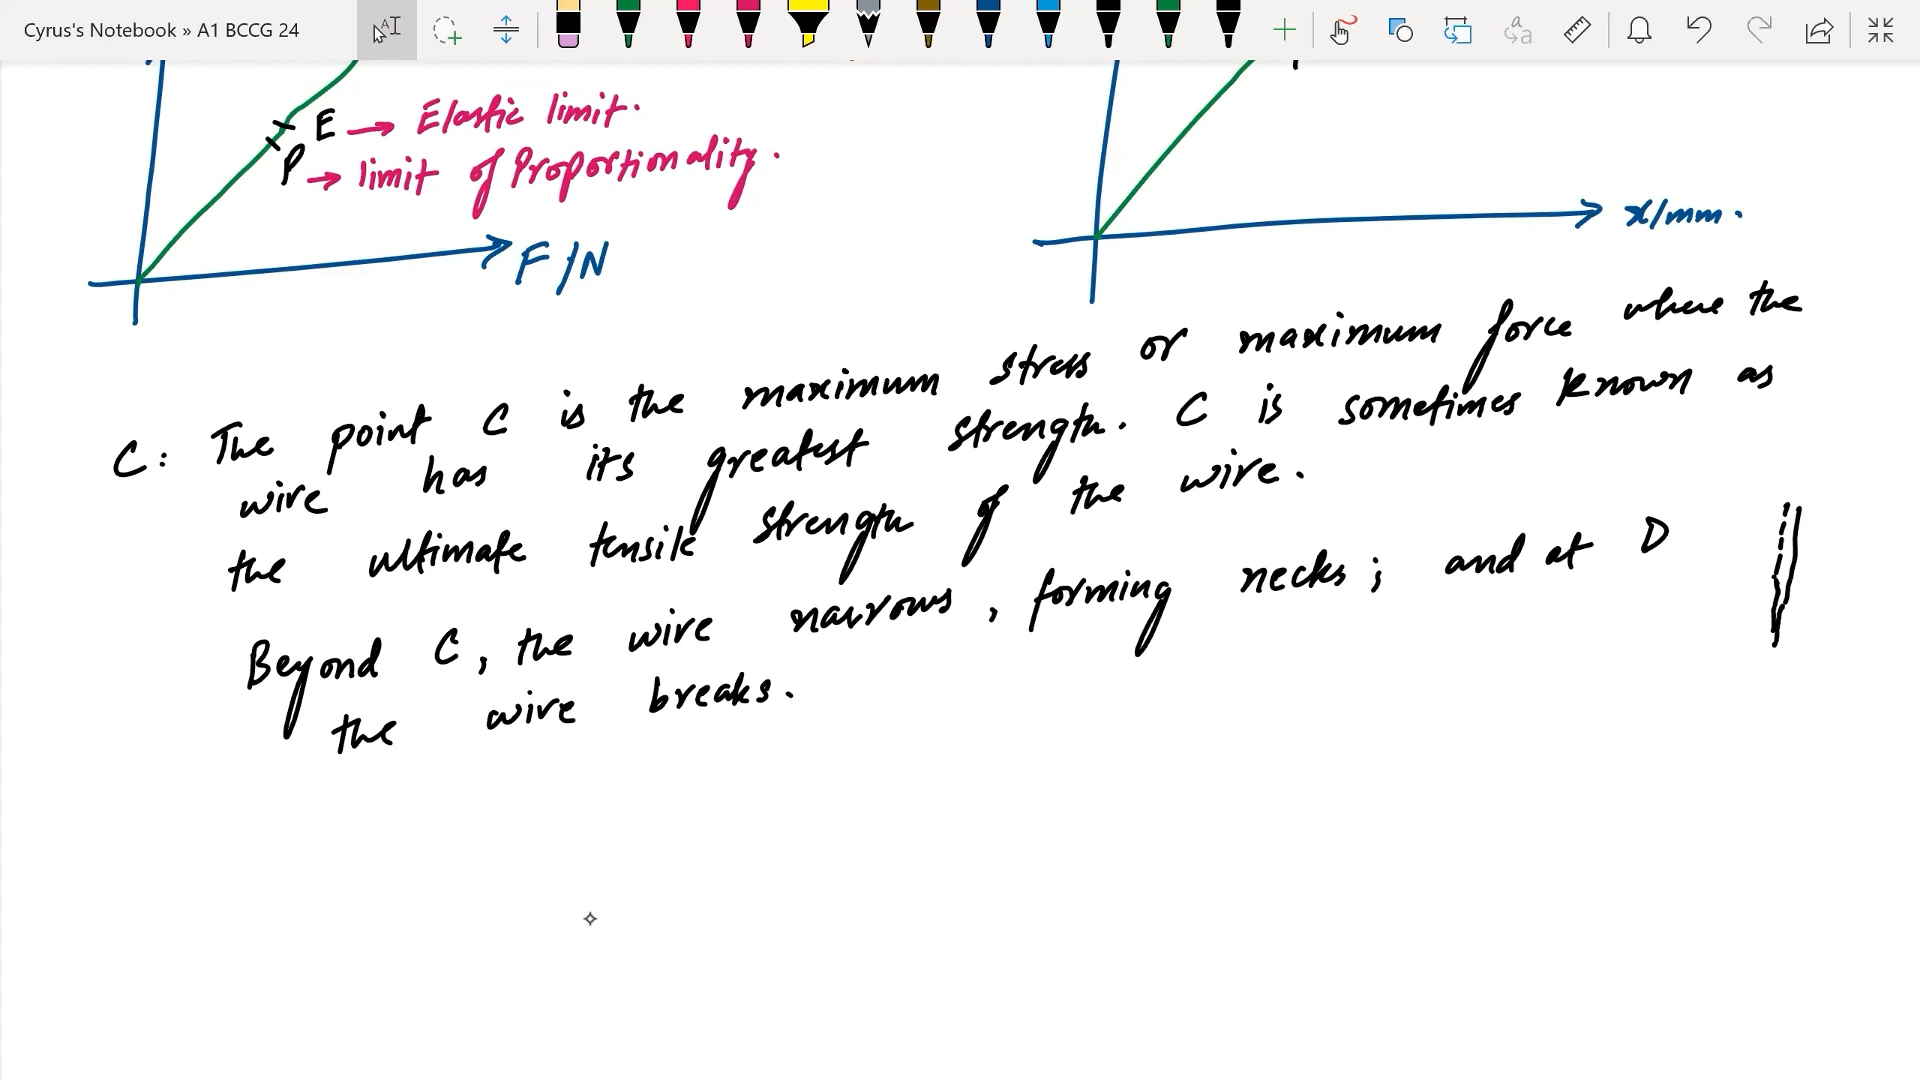 Cyrus's Notebook » A1 BCCG 24
E → Elastic limit.
P → limit of Proportionality.
F/N
x/mm.
C: The point C is the maximum stress or maximum force where the
wire has its greatest strength. C is sometimes known as
the ultimate tensile strength of the wire.
Beyond C, the wire narrows, forming necks; and at D
the wire breaks.